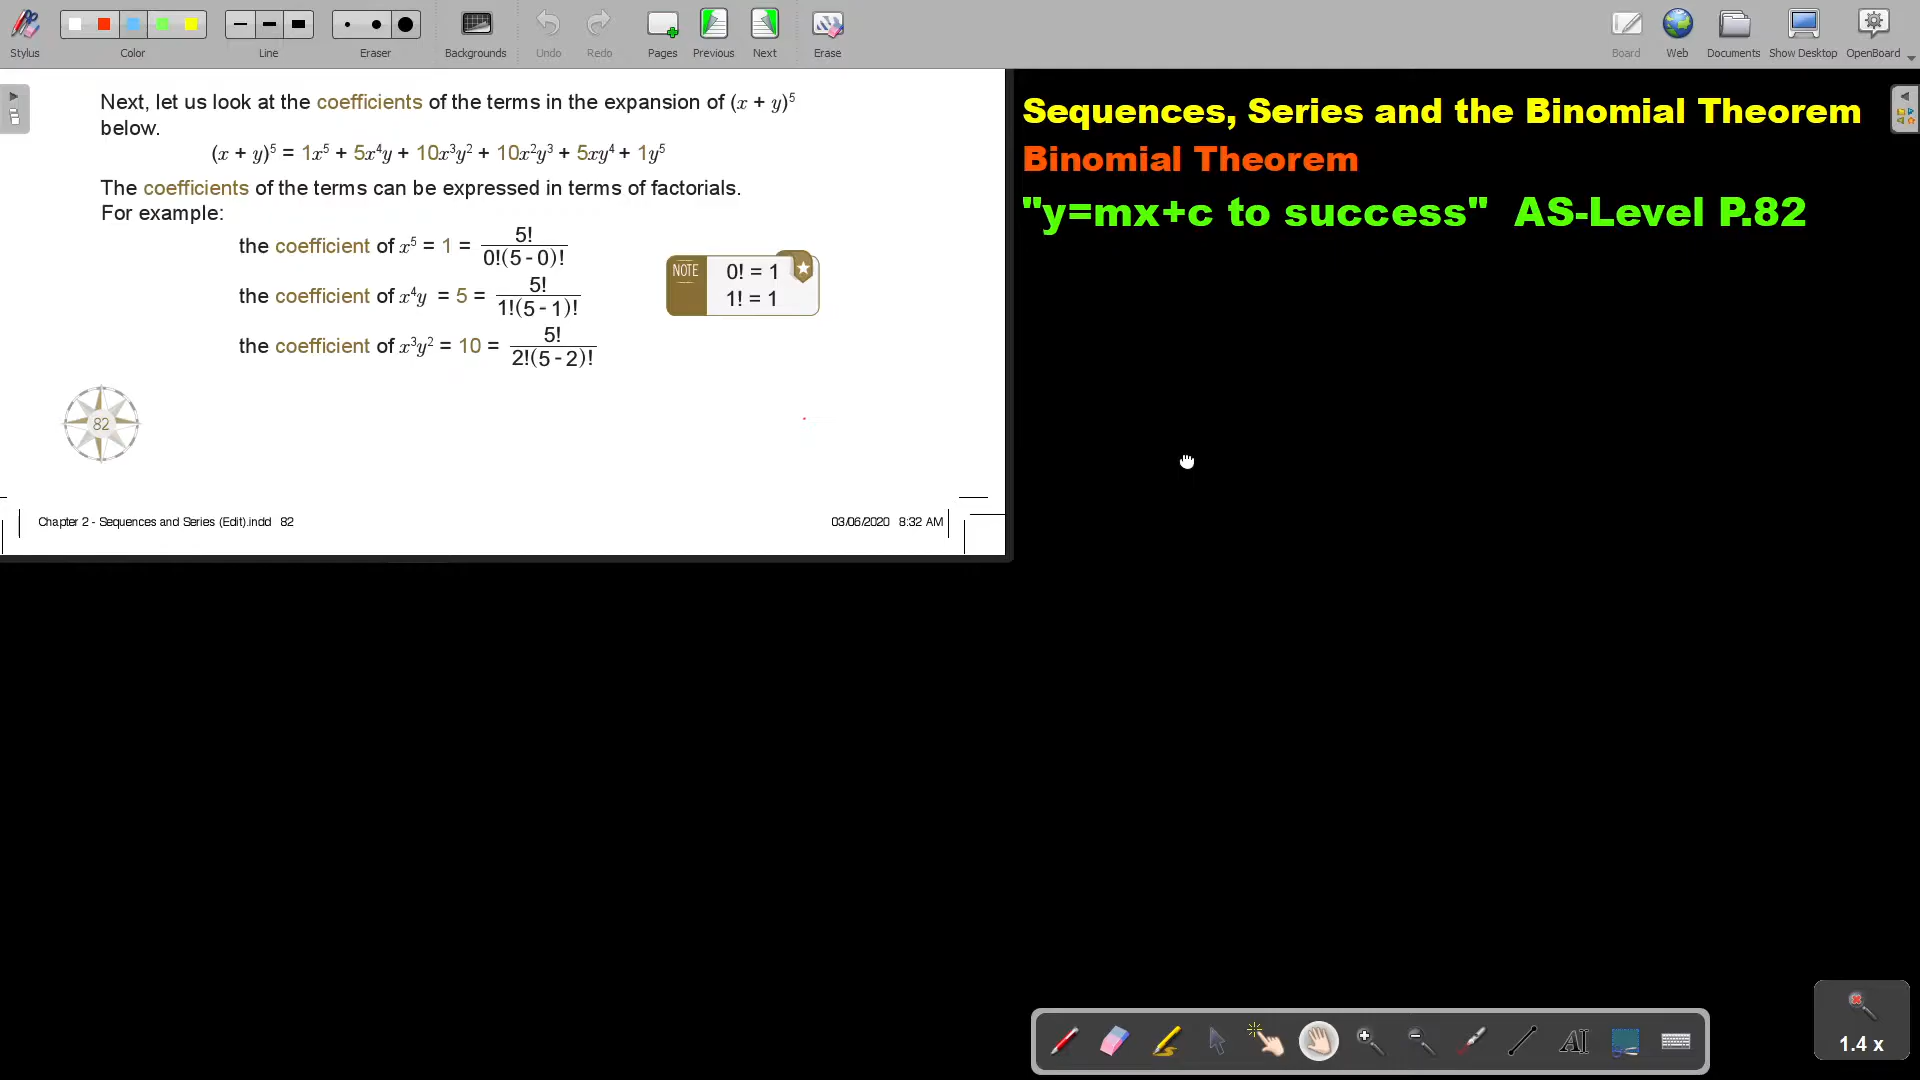 Stylus
Color
Line
Eraser
Backgrounds
Undo
Redo
Pages
Previous
Next
Erase
Board
Web
Documents
Show Desktop
OpenBoard
Next, let us look at the coefficients of the terms in the expansion of (x + y)⁵
below.
(x + y)⁵ = 1x⁵ + 5x⁴y + 10x³y² + 10x²y³ + 5xy⁴ + 1y⁵
The coefficients of the terms can be expressed in terms of factorials.
For example:
the coefficient of x⁵ = 1 = 5! / 0!(5 - 0)!
the coefficient of x⁴y = 5 = 5! / 1!(5 - 1)!
the coefficient of x³y² = 10 = 5! / 2!(5 - 2)!
NOTE
0! = 1
1! = 1
82
Chapter 2 - Sequences and Series (Edit).indd 82
03/06/2020 8:32 AM
Sequences, Series and the Binomial Theorem
Binomial Theorem
"y=mx+c to success" AS-Level P.82
AI
1.4 x